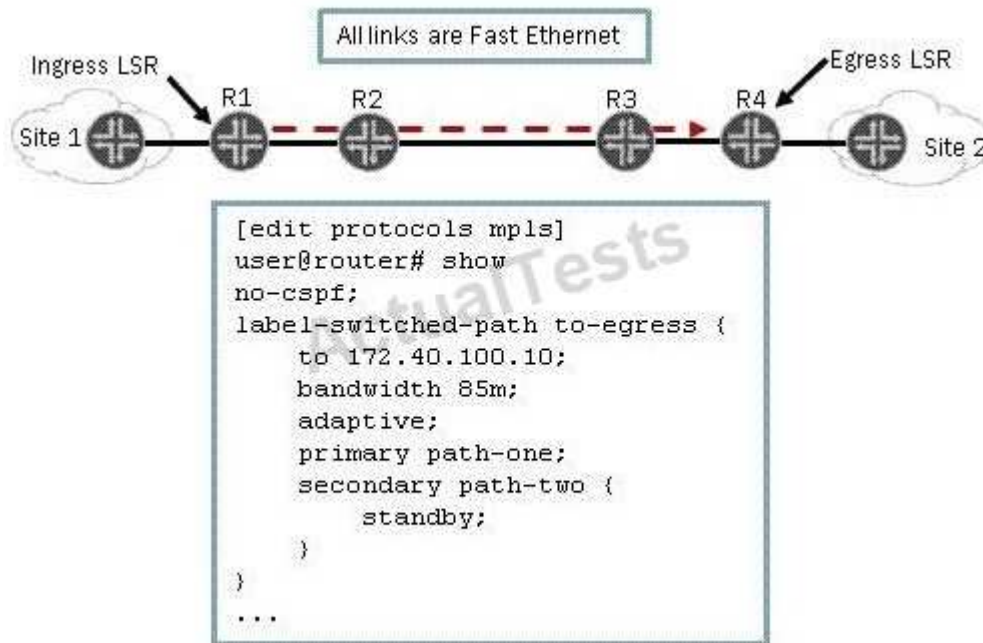 All links are Fast Ethernet
Ingress LSR
Egress LSR
R1
R2
R3
R4
Site 1
Site 2
[edit protocols mpls]
user@router# show
no-cspf;
label-switched-path to-egress {
    to 172.40.100.10;
    bandwidth 85m;
    adaptive;
    primary path-one;
    secondary path-two {
        standby;
    }
}
...
ActualTests